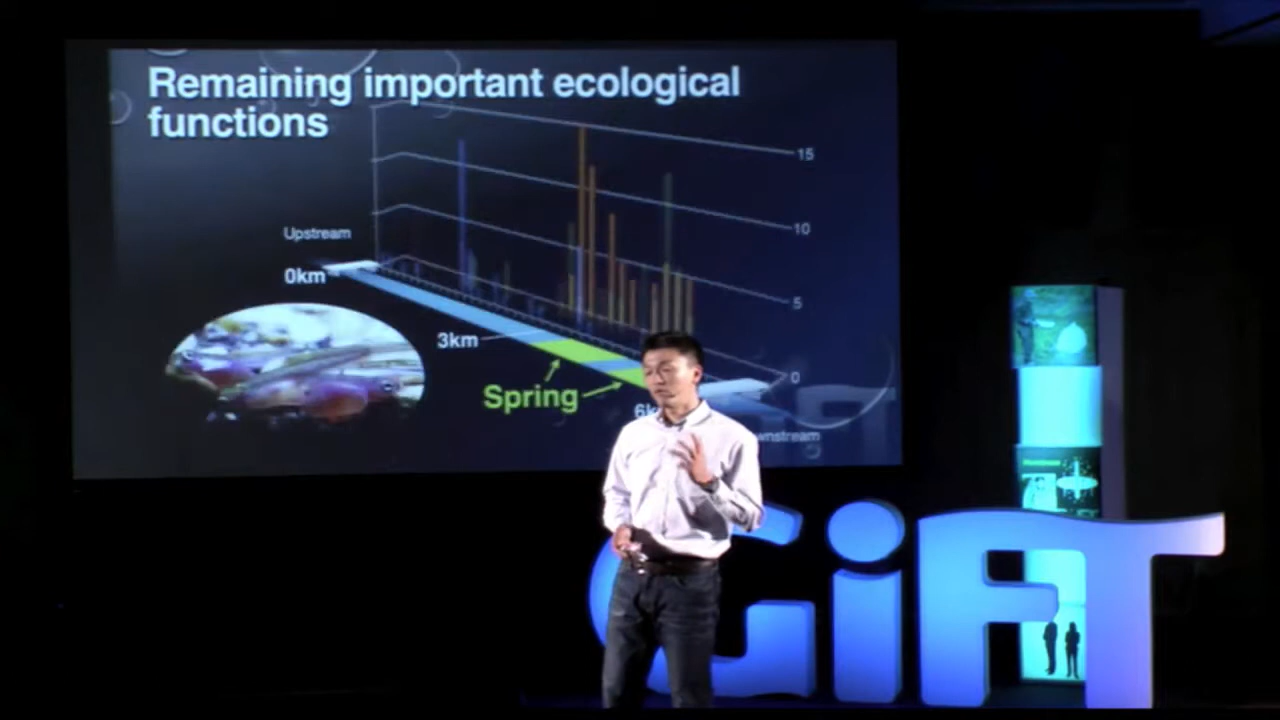 Remaining important ecological
functions
15
10
5
0
Upstream
0km
3km
Spring
GiFT